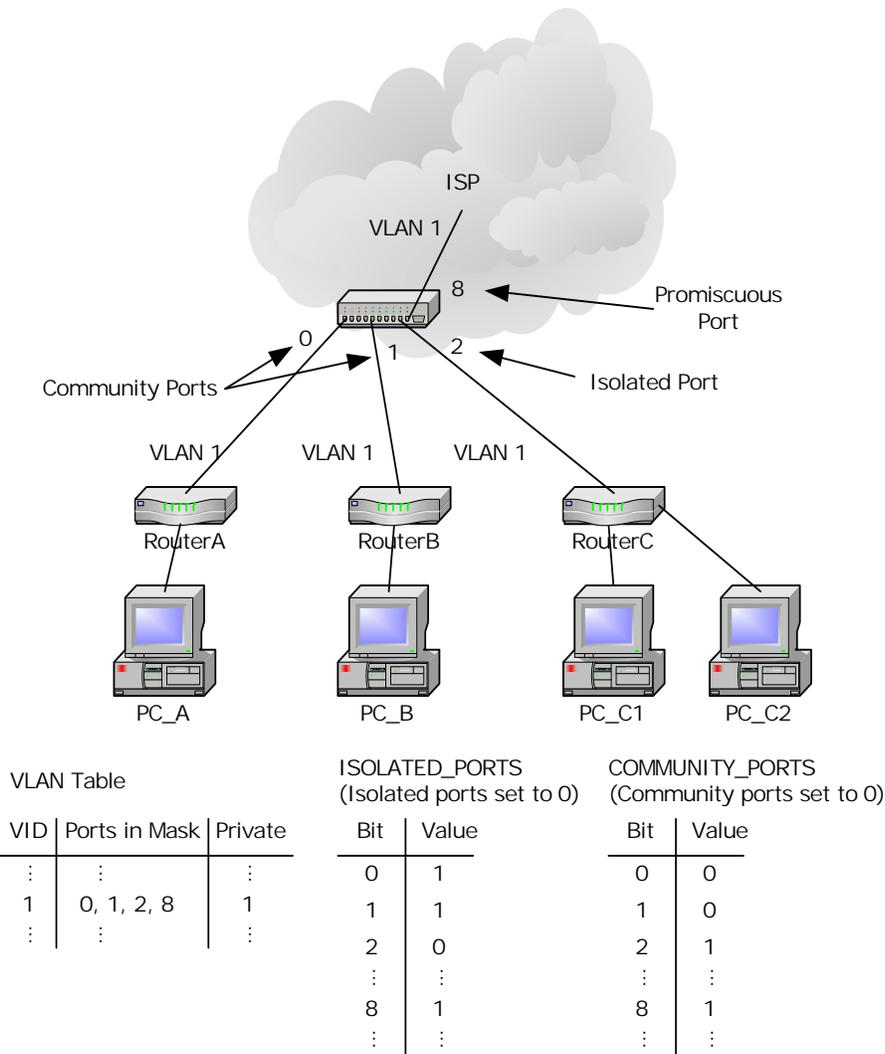 ISP
VLAN 1
8
Promiscuous
Port
0
1
2
Community Ports
Isolated Port
VLAN 1
VLAN 1
VLAN 1
RouterA
RouterB
RouterC
PC_A
PC_B
PC_C1
PC_C2
VLAN Table
VID Ports in Mask Private
⋮ ⋮ ⋮
1 0, 1, 2, 8 1
⋮ ⋮ ⋮
ISOLATED_PORTS
(Isolated ports set to 0)
Bit Value
0 1
1 1
2 0
⋮ ⋮
8 1
⋮ ⋮
COMMUNITY_PORTS
(Community ports set to 0)
Bit Value
0 0
1 0
2 1
⋮ ⋮
8 1
⋮ ⋮